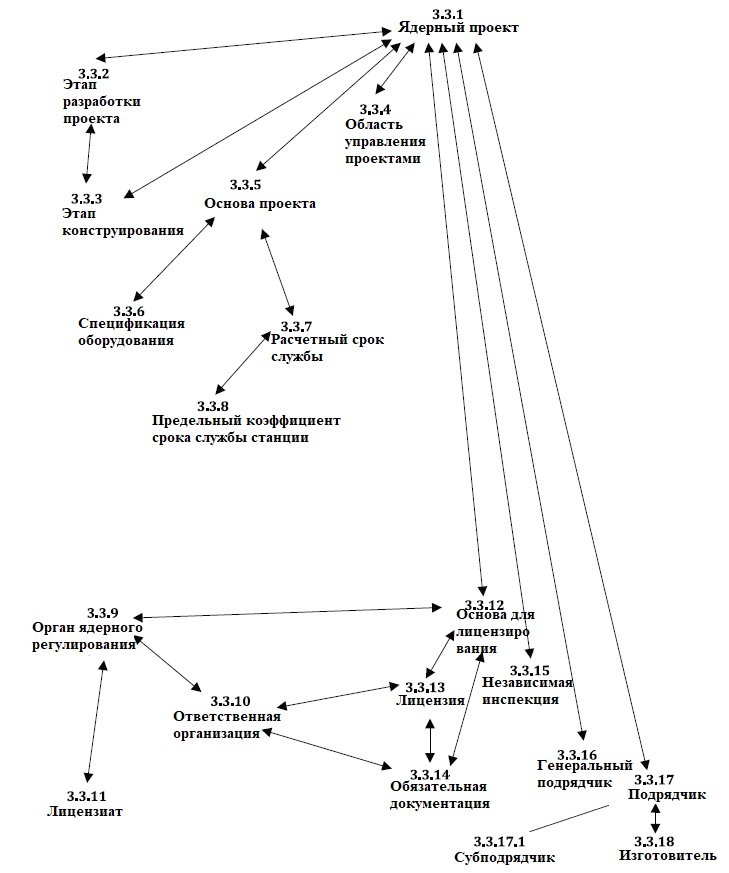 3.3.1
Ядерный проект
3.3.2
Этап
разработки
проекта
3.3.4
Область
управления
проектами
3.3.3
Этап
конструирования
3.3.5
Основа проекта
3.3.6
Спецификация
оборудования
3.3.7
Расчетный срок
службы
3.3.8
Предельный коэффициент
срока службы станции
3.3.9
Орган ядерного
регулирования
3.3.12
Основа для
лицензиро
вания
3.3.10
Ответственная
организация
3.3.13
Лицензия
3.3.15
Независимая
инспекция
3.3.11
Лицензиат
3.3.14
Обязательная
документация
3.3.16
Генеральный
подрядчик
3.3.17
Подрядчик
3.3.17.1
Субподрядчик
3.3.18
Изготовитель